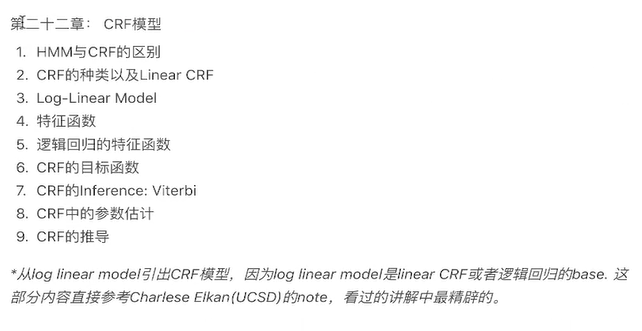 第二十二章： CRF模型
1. HMM与CRF的区别
2. CRF的种类以及Linear CRF
3. Log-Linear Model
4. 特征函数
5. 逻辑回归的特征函数
6. CRF的目标函数
7. CRF的Inference: Viterbi
8. CRF中的参数估计
9. CRF的推导
*从log linear model引出CRF模型，因为log linear model是linear CRF或者逻辑回归的base. 这
部分内容直接参考Charlese Elkan(UCSD)的note，看过的讲解中最精辟的。